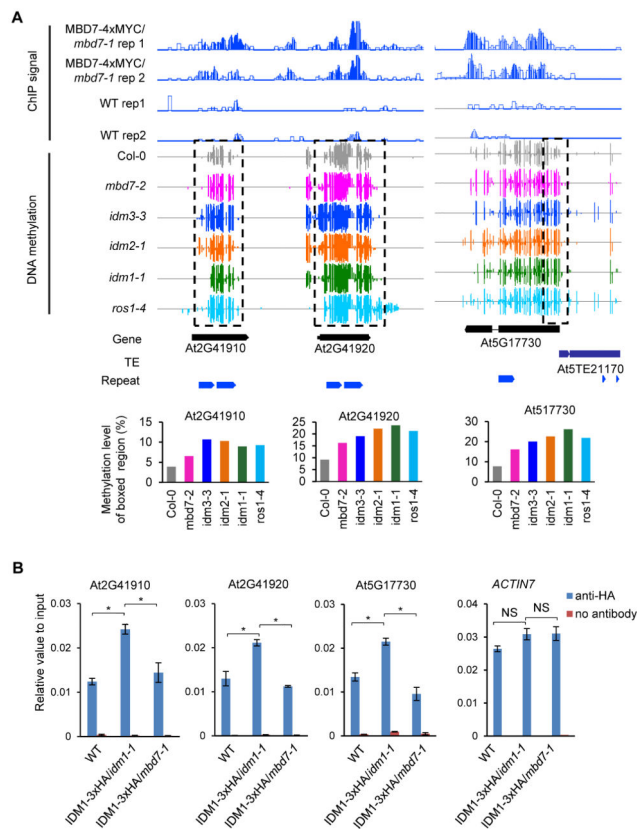 A
ChIP signal
MBD7-4xMYC/
mbd7-1 rep 1
MBD7-4xMYC/
mbd7-1 rep 2
WT rep1
WT rep2
DNA methylation
Col-0
mbd7-2
idm3-3
idm2-1
idm1-1
ros1-4
Gene
At2G41910
At2G41920
At5G17730
TE
At5TE21170
Repeat
Methylation level
of boxed region (%)
At2G41910
15
10
5
0
Col-0
mbd7-2
idm3-3
idm2-1
idm1-1
ros1-4
At2G41920
25
20
15
10
5
0
Col-0
mbd7-2
idm3-3
idm2-1
idm1-1
ros1-4
At517730
30
20
10
0
Col-0
mbd7-2
idm3-3
idm2-1
idm1-1
ros1-4
B
Relative value to input
At2G41910
0.03
0.02
0.01
0
* *
WT
IDM1-3xHA/idm1-1
IDM1-3xHA/mbd7-1
At2G41920
0.03
0.02
0.01
0
* *
WT
IDM1-3xHA/idm1-1
IDM1-3xHA/mbd7-1
At5G17730
0.03
0.02
0.01
0
* *
WT
IDM1-3xHA/idm1-1
IDM1-3xHA/mbd7-1
ACTIN7
0.04
0.03
0.02
0.01
0
NS NS
WT
IDM1-3xHA/idm1-1
IDM1-3xHA/mbd7-1
anti-HA
no antibody